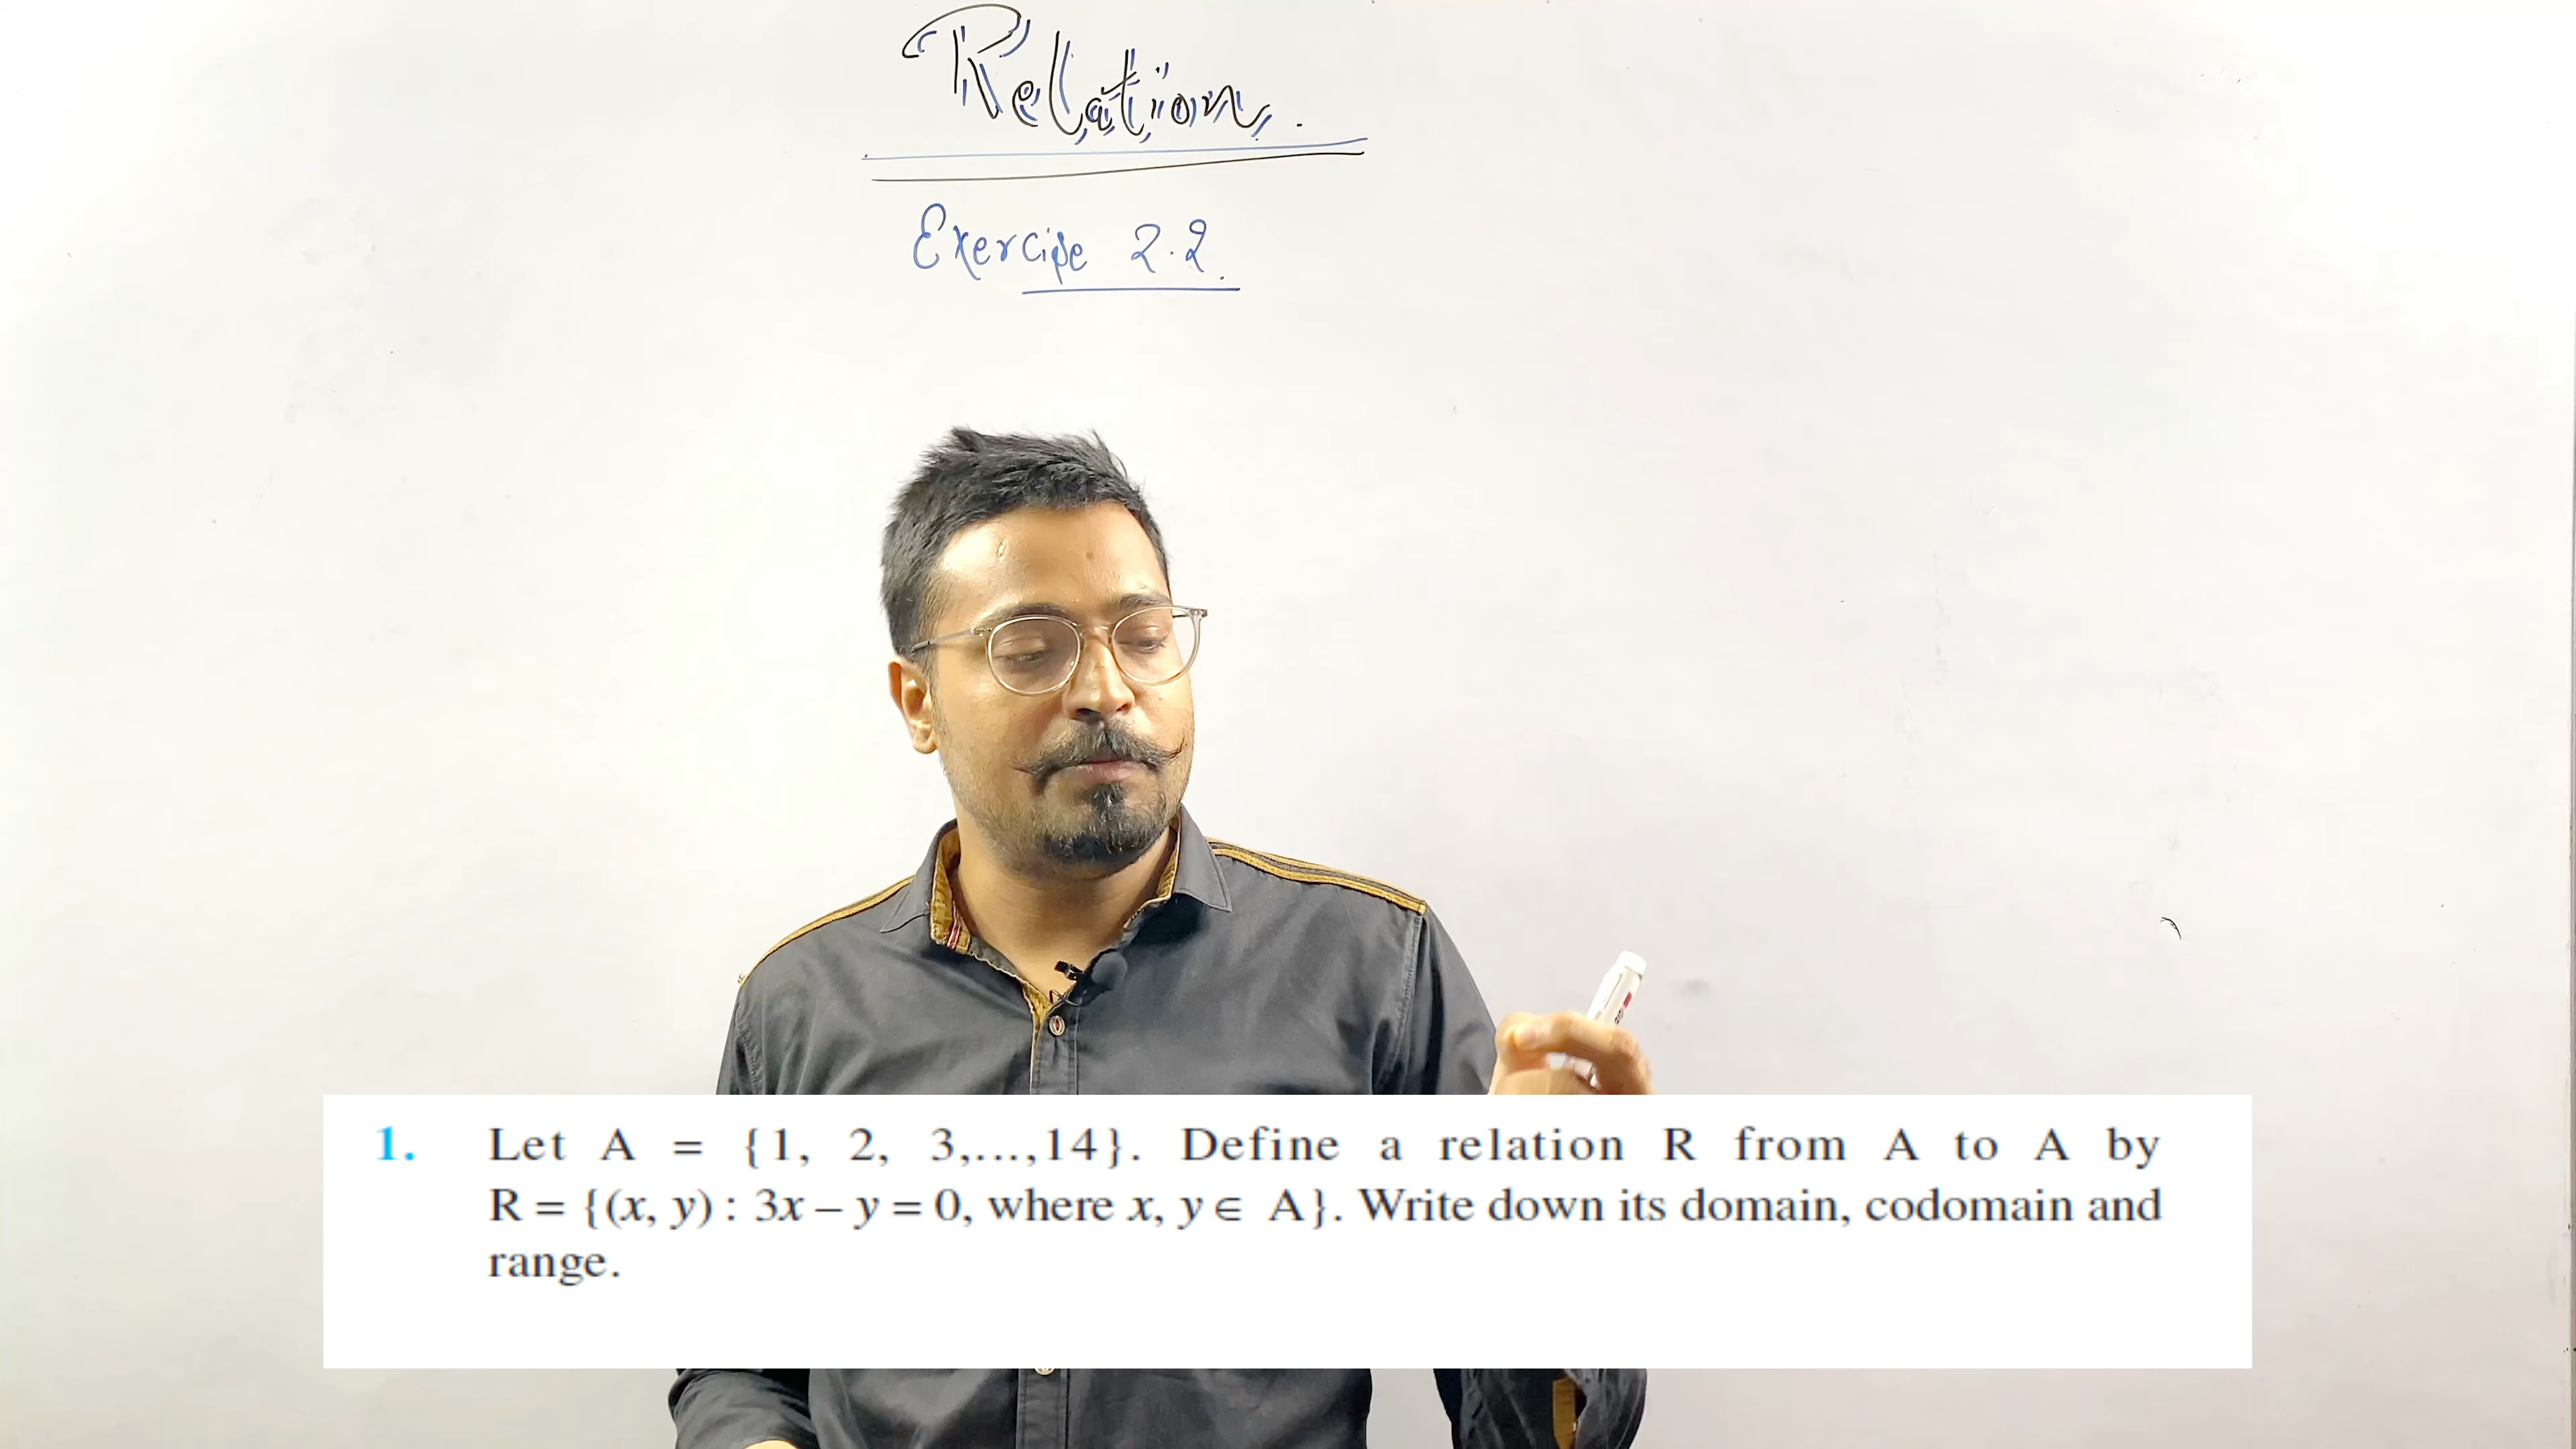 Relation.
Exercise 2.2.
1. Let A = {1, 2, 3,...,14}. Define a relation R from A to A by
R = {(x, y) : 3x – y = 0, where x, y ∈ A}. Write down its domain, codomain and
range.